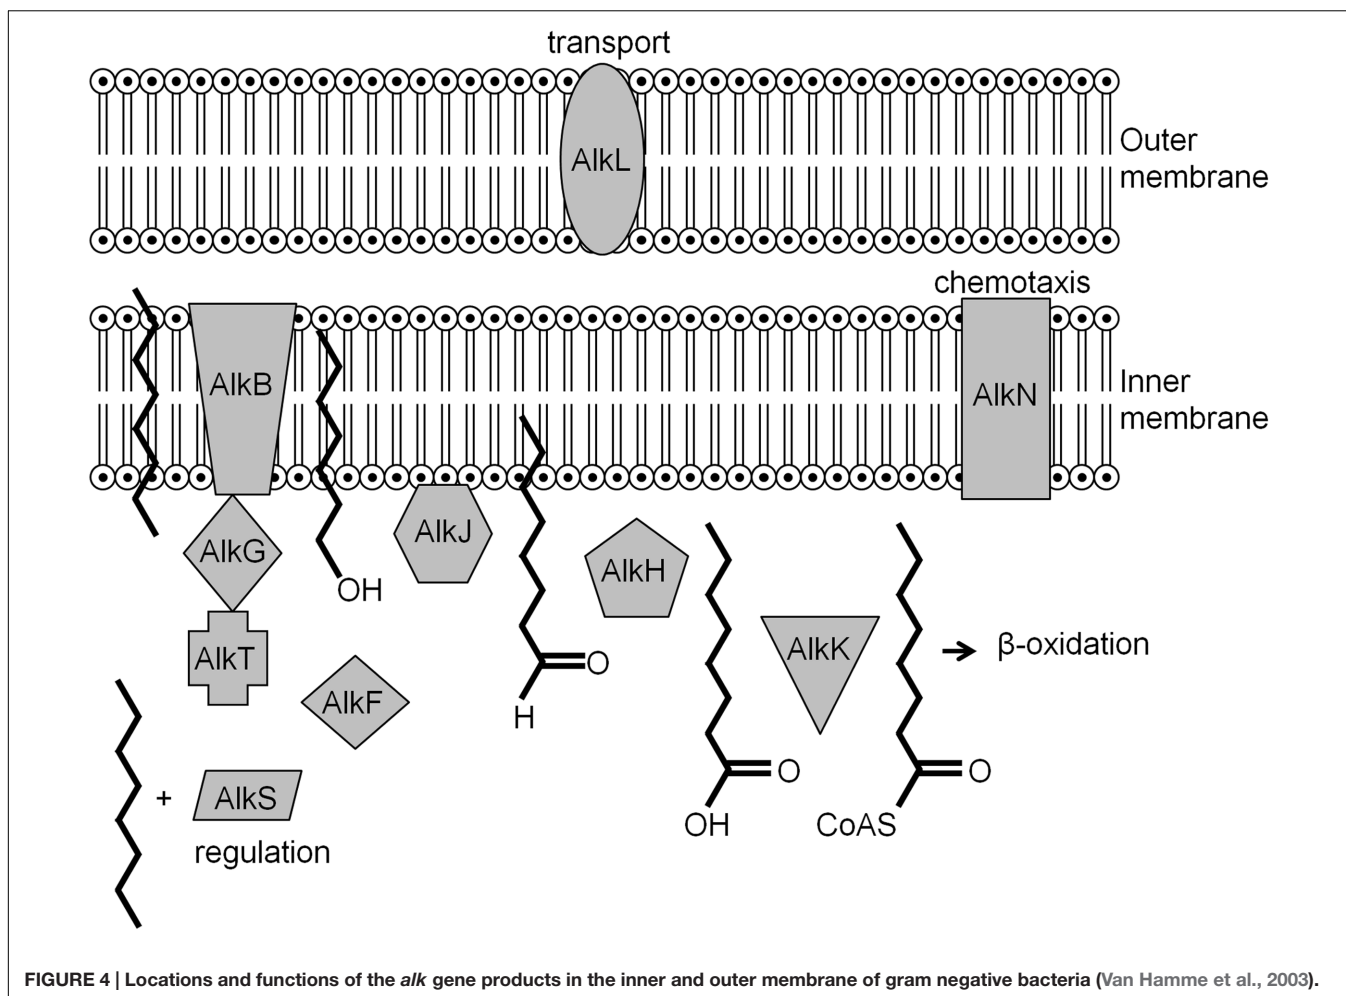 transport
AlkL
Outer
membrane
chemotaxis
AlkB
AlkN
Inner
membrane
AlkG
AlkJ
AlkH
OH
AlkT
AlkK
β-oxidation
O
AlkF
H
O
O
+
AlkS
OH
CoAS
regulation
FIGURE 4 | Locations and functions of the alk gene products in the inner and outer membrane of gram negative bacteria (Van Hamme et al., 2003).